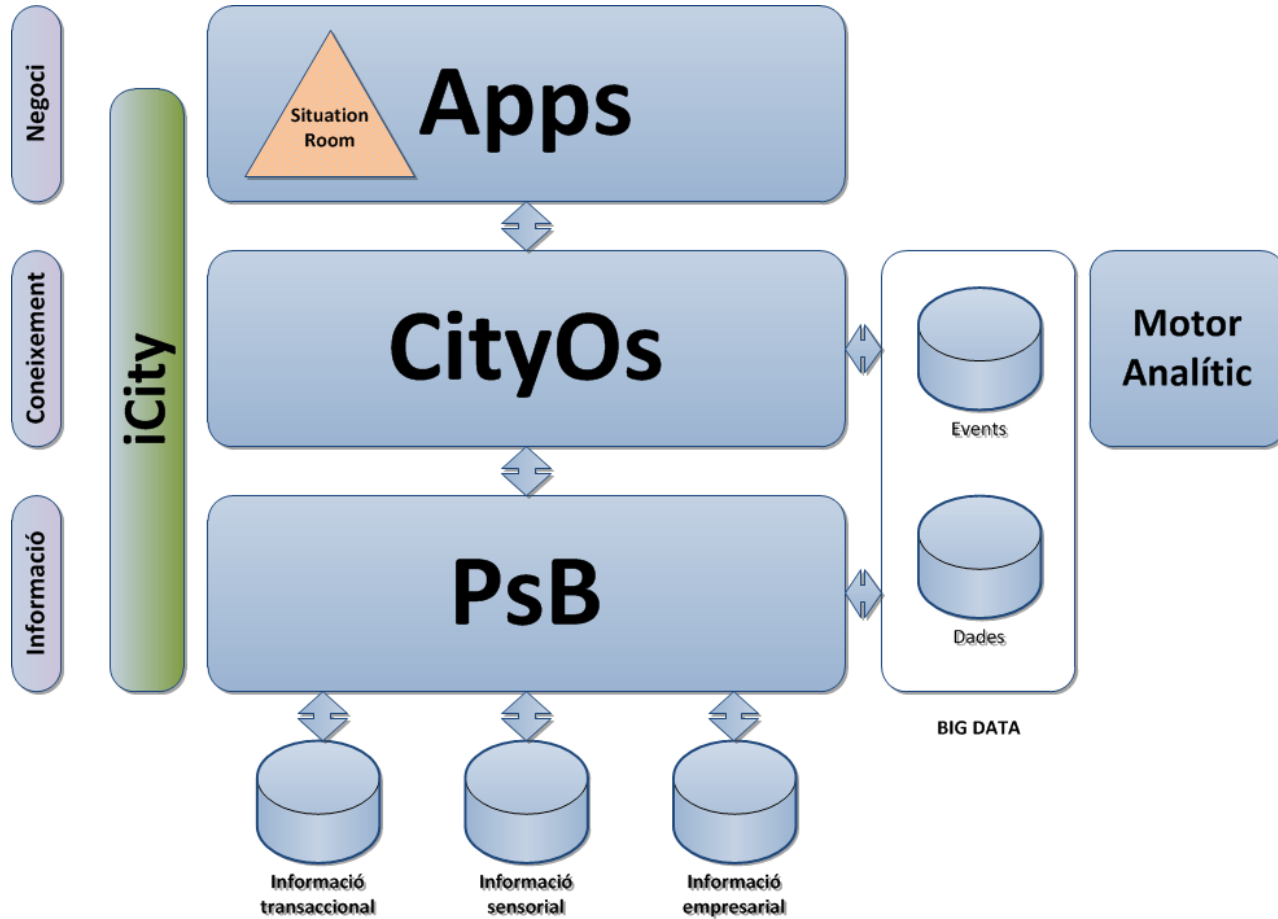 Negoci
Situation
Room
Apps
iCity
Coneixement
CityOs
Events
Motor
Analític
Informació
PsB
Dades
BIG DATA
Informació
transaccional
Informació
sensorial
Informació
empresarial